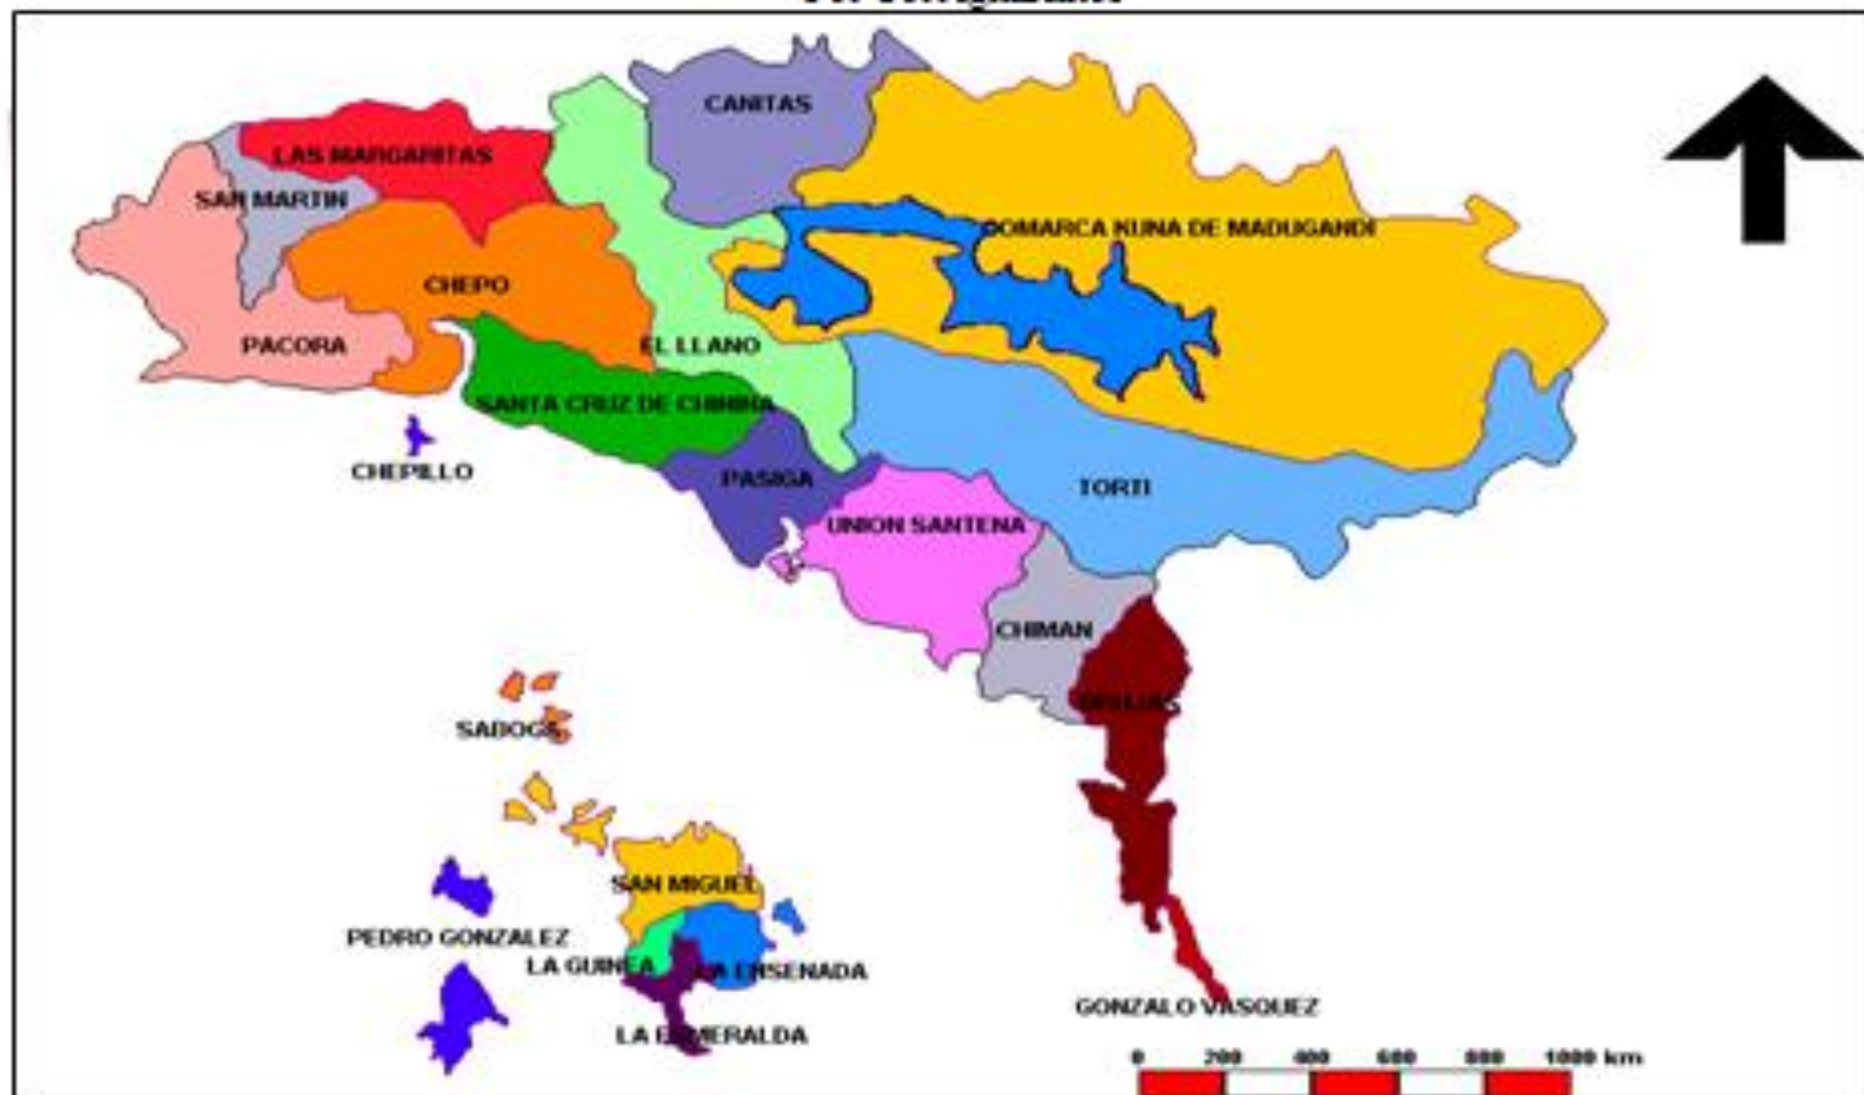 CANITAS
LAS MARGARITAS
SAN MARTIN
COMARCA KUNA DE MADUGANDI
CHEPO
PACORA
EL LLANO
SANTA CRUZ DE CHININA
CHEPILLO
PASIGA
TORTI
UNION SANTENA
CHIMAN
BRUJAS
SABOGA
SAN MIGUEL
PEDRO GONZALEZ
LA GUINEA
LA ENSENADA
GONZALO VASQUEZ
LA ESMERALDA
0 200 400 600 800 1000 km